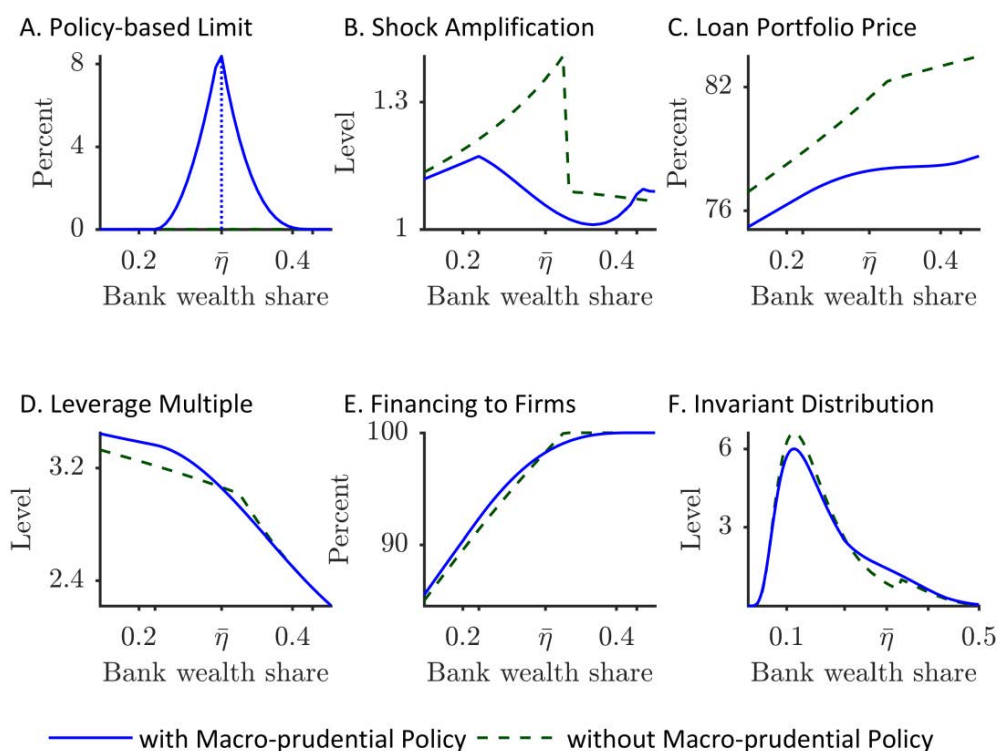 A. Policy-based Limit
B. Shock Amplification
C. Loan Portfolio Price
8
4
0
Percent
0.2 η̄ 0.4
Bank wealth share
1.3
1
Level
0.2 η̄ 0.4
Bank wealth share
82
76
Percent
0.2 η̄ 0.4
Bank wealth share
D. Leverage Multiple
E. Financing to Firms
F. Invariant Distribution
3.2
2.4
Level
0.2 η̄ 0.4
Bank wealth share
100
90
Percent
0.2 η̄ 0.4
Bank wealth share
6
3
Level
0.1 η̄ 0.5
Bank wealth share
with Macro-prudential Policy
without Macro-prudential Policy